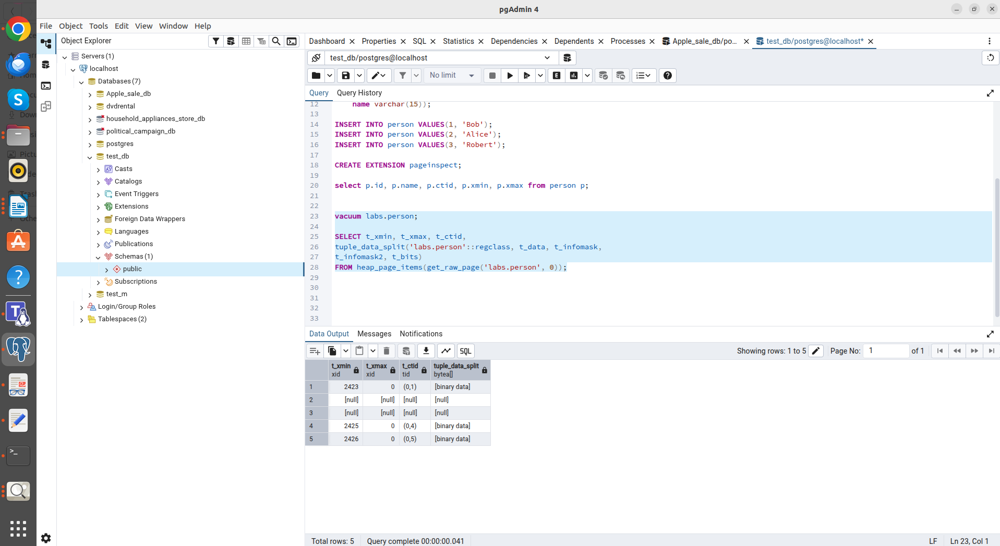 pgAdmin 4
File Object Tools Edit View Window Help
Object Explorer
Servers (1)
localhost
Databases (7)
Apple_sale_db
dvdrental
household_appliances_store_db
political_campaign_db
postgres
test_db
Casts
Catalogs
Event Triggers
Extensions
Foreign Data Wrappers
Languages
Publications
Schemas (1)
public
Subscriptions
test_m
Login/Group Roles
Tablespaces (2)
Dashboard Properties SQL Statistics Dependencies Dependents Processes Apple_sale_db/po... test_db/postgres@localhost*
test_db/postgres@localhost
No limit
Query Query History
12 name varchar(15));
13
14 INSERT INTO person VALUES(1, 'Bob');
15 INSERT INTO person VALUES(2, 'Alice');
16 INSERT INTO person VALUES(3, 'Robert');
17
18 CREATE EXTENSION pageinspect;
19
20 select p.id, p.name, p.ctid, p.xmin, p.xmax from person p;
21
22
23 vacuum labs.person;
24
25 SELECT t_xmin, t_xmax, t_ctid,
26 tuple_data_split('labs.person'::regclass, t_data, t_infomask,
27 t_infomask2, t_bits)
28 FROM heap_page_items(get_raw_page('labs.person', 0));
29
30
31
32
33
Data Output Messages Notifications
SQL Showing rows: 1 to 5 Page No: 1 of 1
t_xmin xid t_xmax xid t_ctid tid tuple_data_split bytea[]
1 2423 0 (0,1) [binary data]
2 [null] [null] [null] [null]
3 [null] [null] [null] [null]
4 2425 0 (0,4) [binary data]
5 2426 0 (0,5) [binary data]
Total rows: 5 Query complete 00:00:00.041 LF Ln 23, Col 1